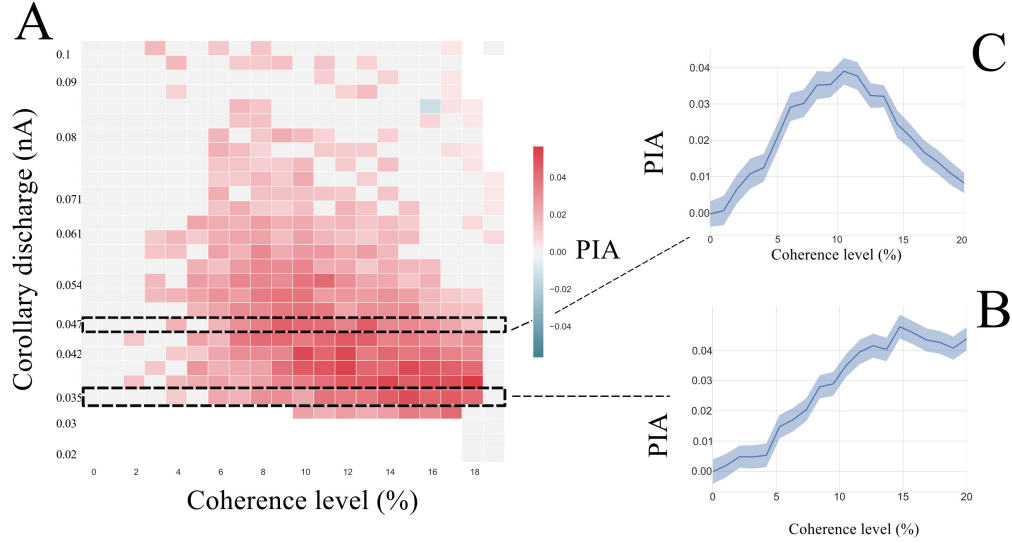 A
Corollary discharge (nA)
0.1
0.09
0.08
0.071
0.061
0.054
0.047
0.042
0.035
0.03
0.02
0 2 4 6 8 10 12 14 16 18
Coherence level (%)
0.04
0.02
0.00
−0.02
−0.04
PIA
C
PIA
0.04
0.03
0.02
0.01
0.00
0 5 10 15 20
Coherence level (%)
B
PIA
0.04
0.03
0.02
0.01
0.00
0 5 10 15 20
Coherence level (%)